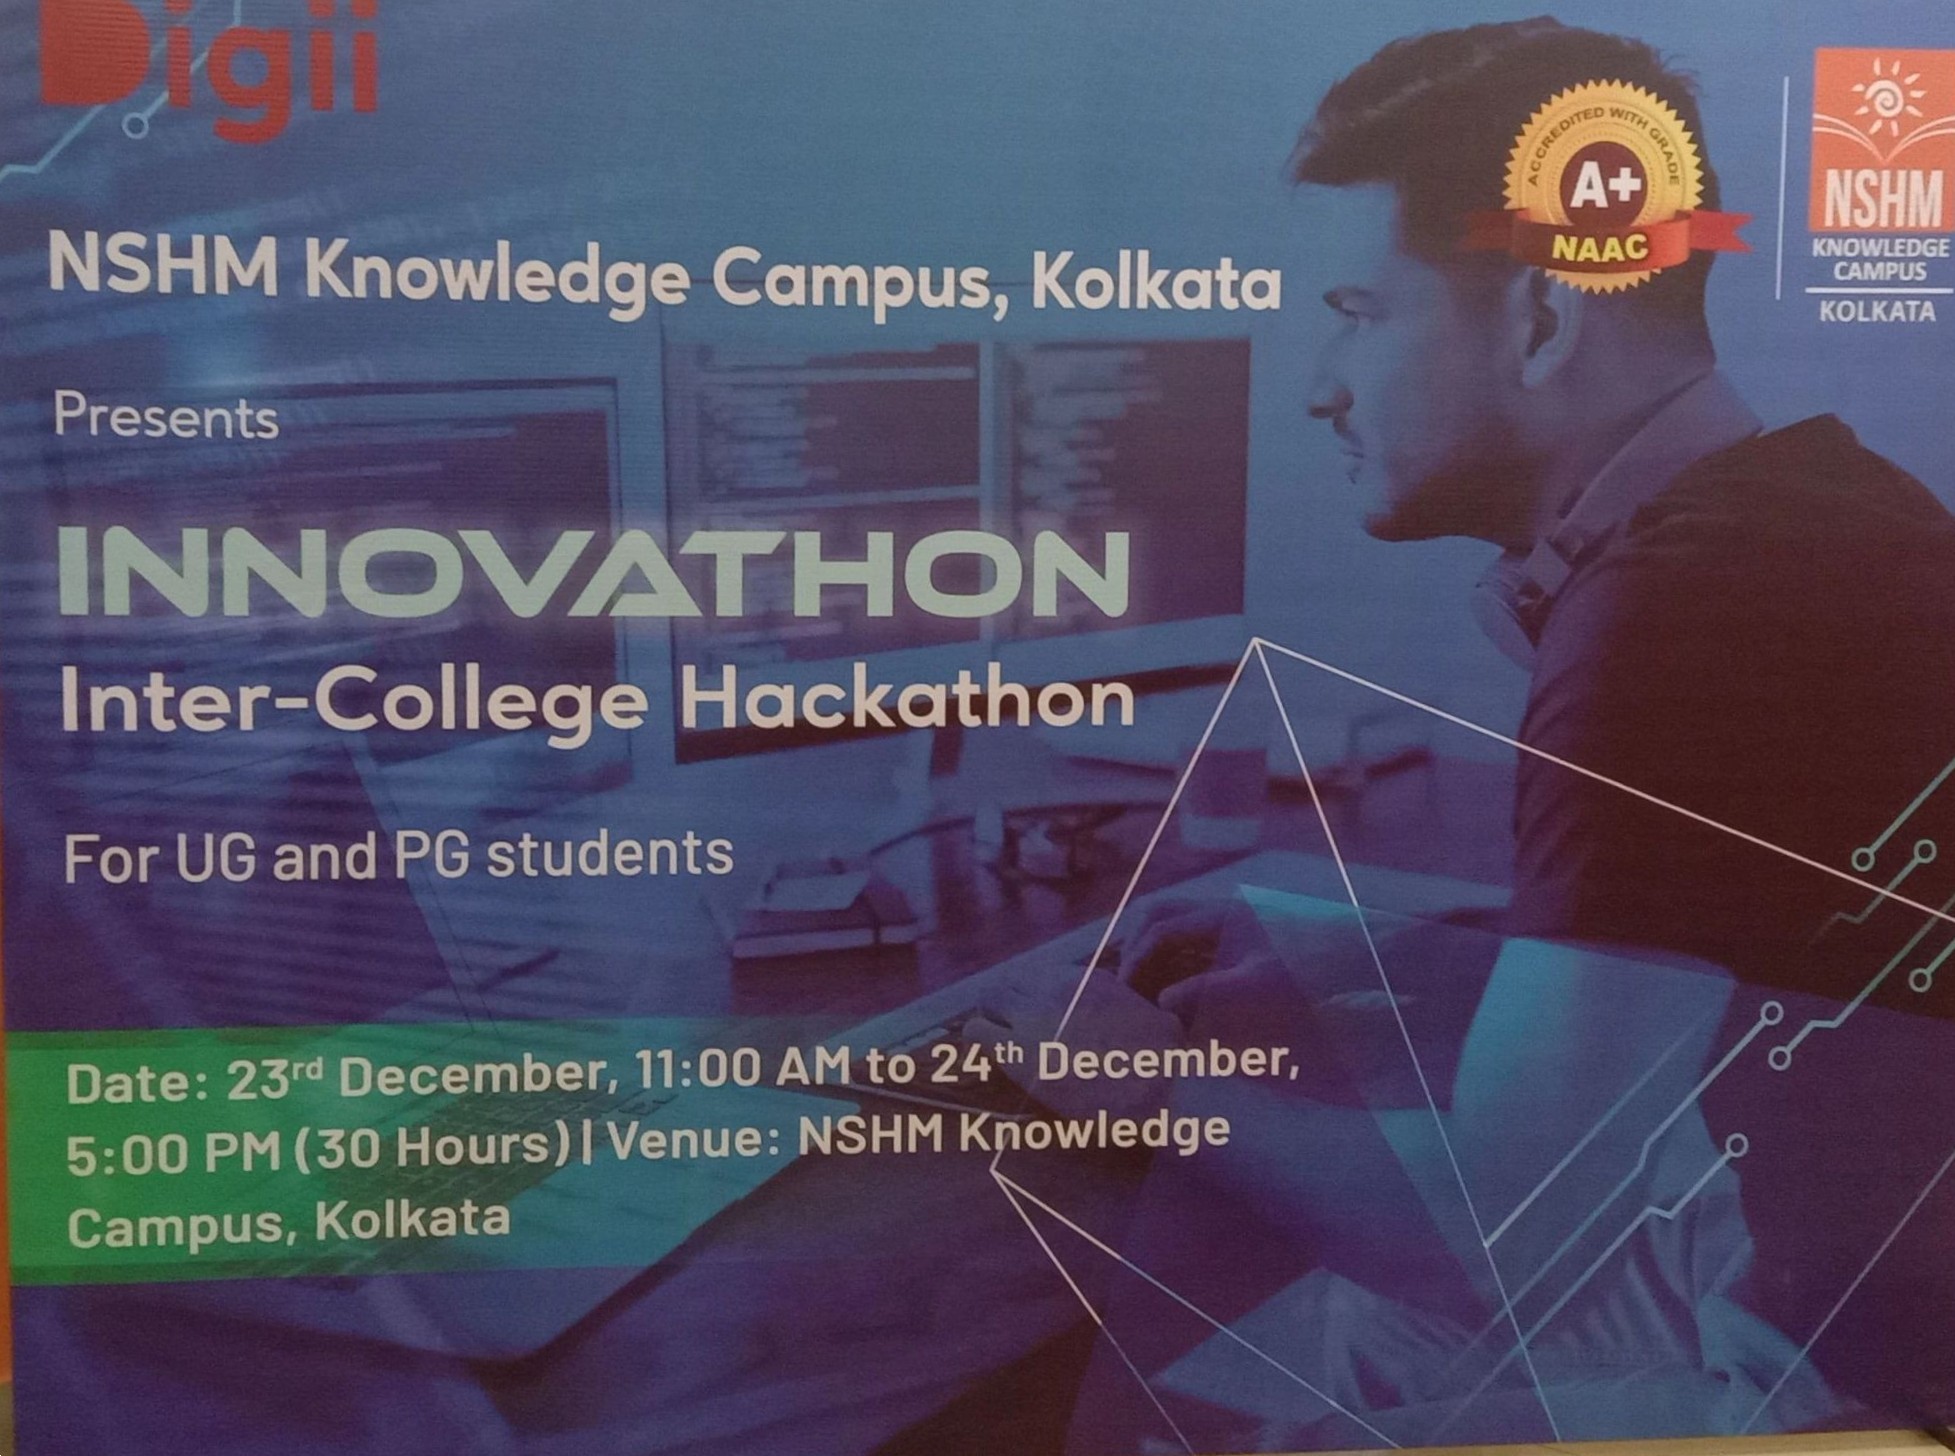 Digii
ACCREDITED WITH GRADE
A+
NAAC
NSHM
KNOWLEDGE
CAMPUS
KOLKATA
NSHM Knowledge Campus, Kolkata
Presents
INNOVATHON
Inter-College Hackathon
For UG and PG students
Date: 23rd December, 11:00 AM to 24th December,
5:00 PM (30 Hours) | Venue: NSHM Knowledge
Campus, Kolkata